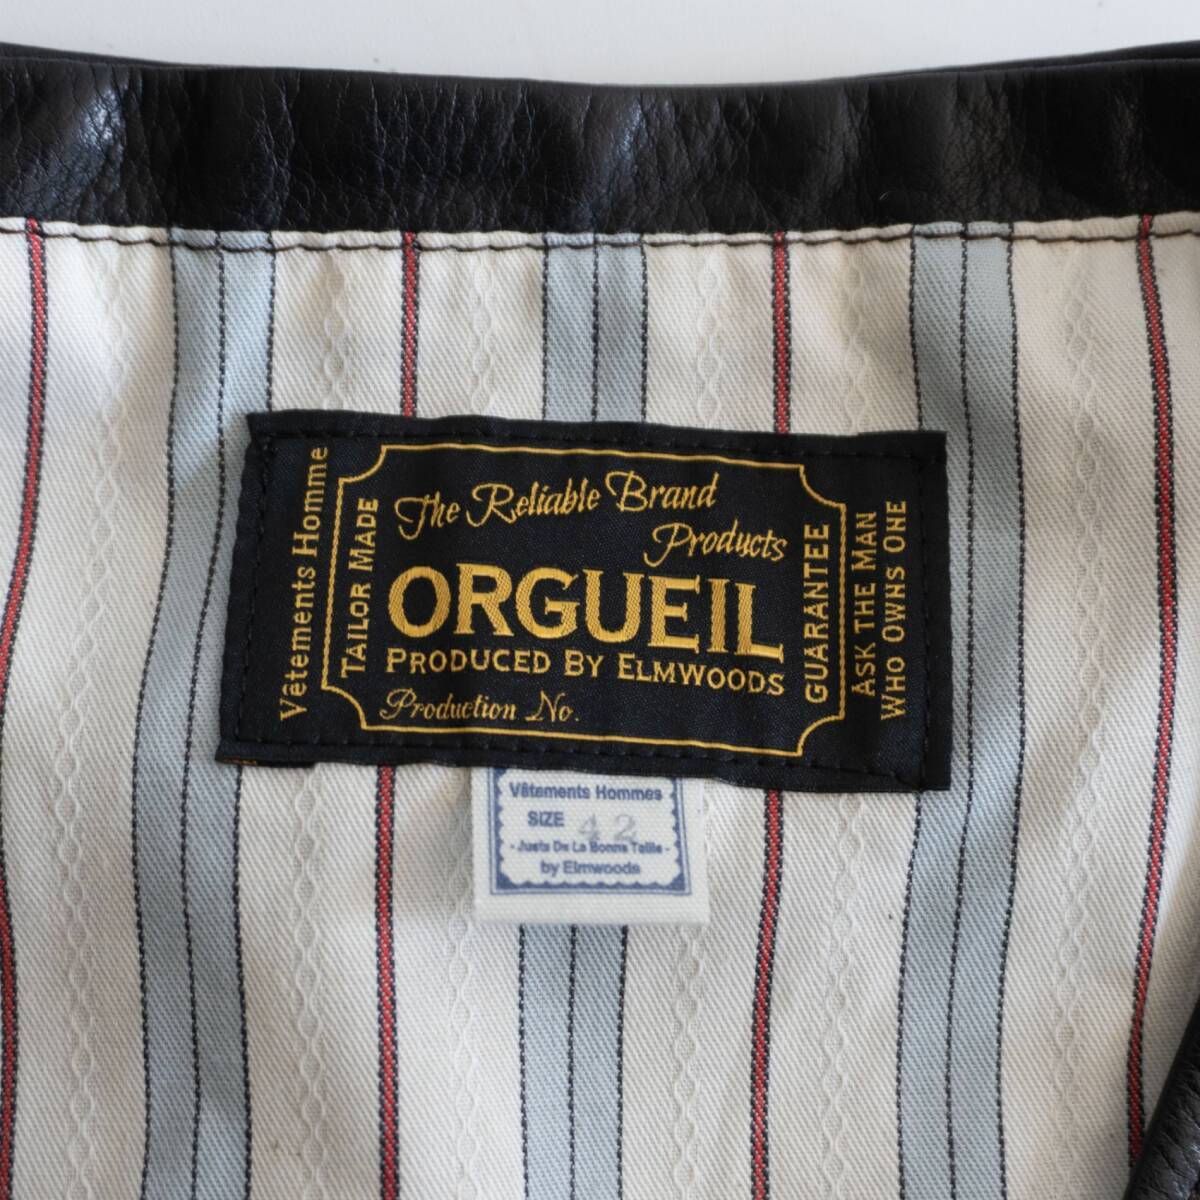 Vêtements Homme
TAILOR MADE
The Reliable Brand
Products
ORGUEIL
PRODUCED BY ELMWOODS
Production No.
GUARANTEE
ASK THE MAN
WHO OWNS ONE
Vêtements Hommes
SIZE 42
- Juste De La Bonne Taille -
by Elmwoods